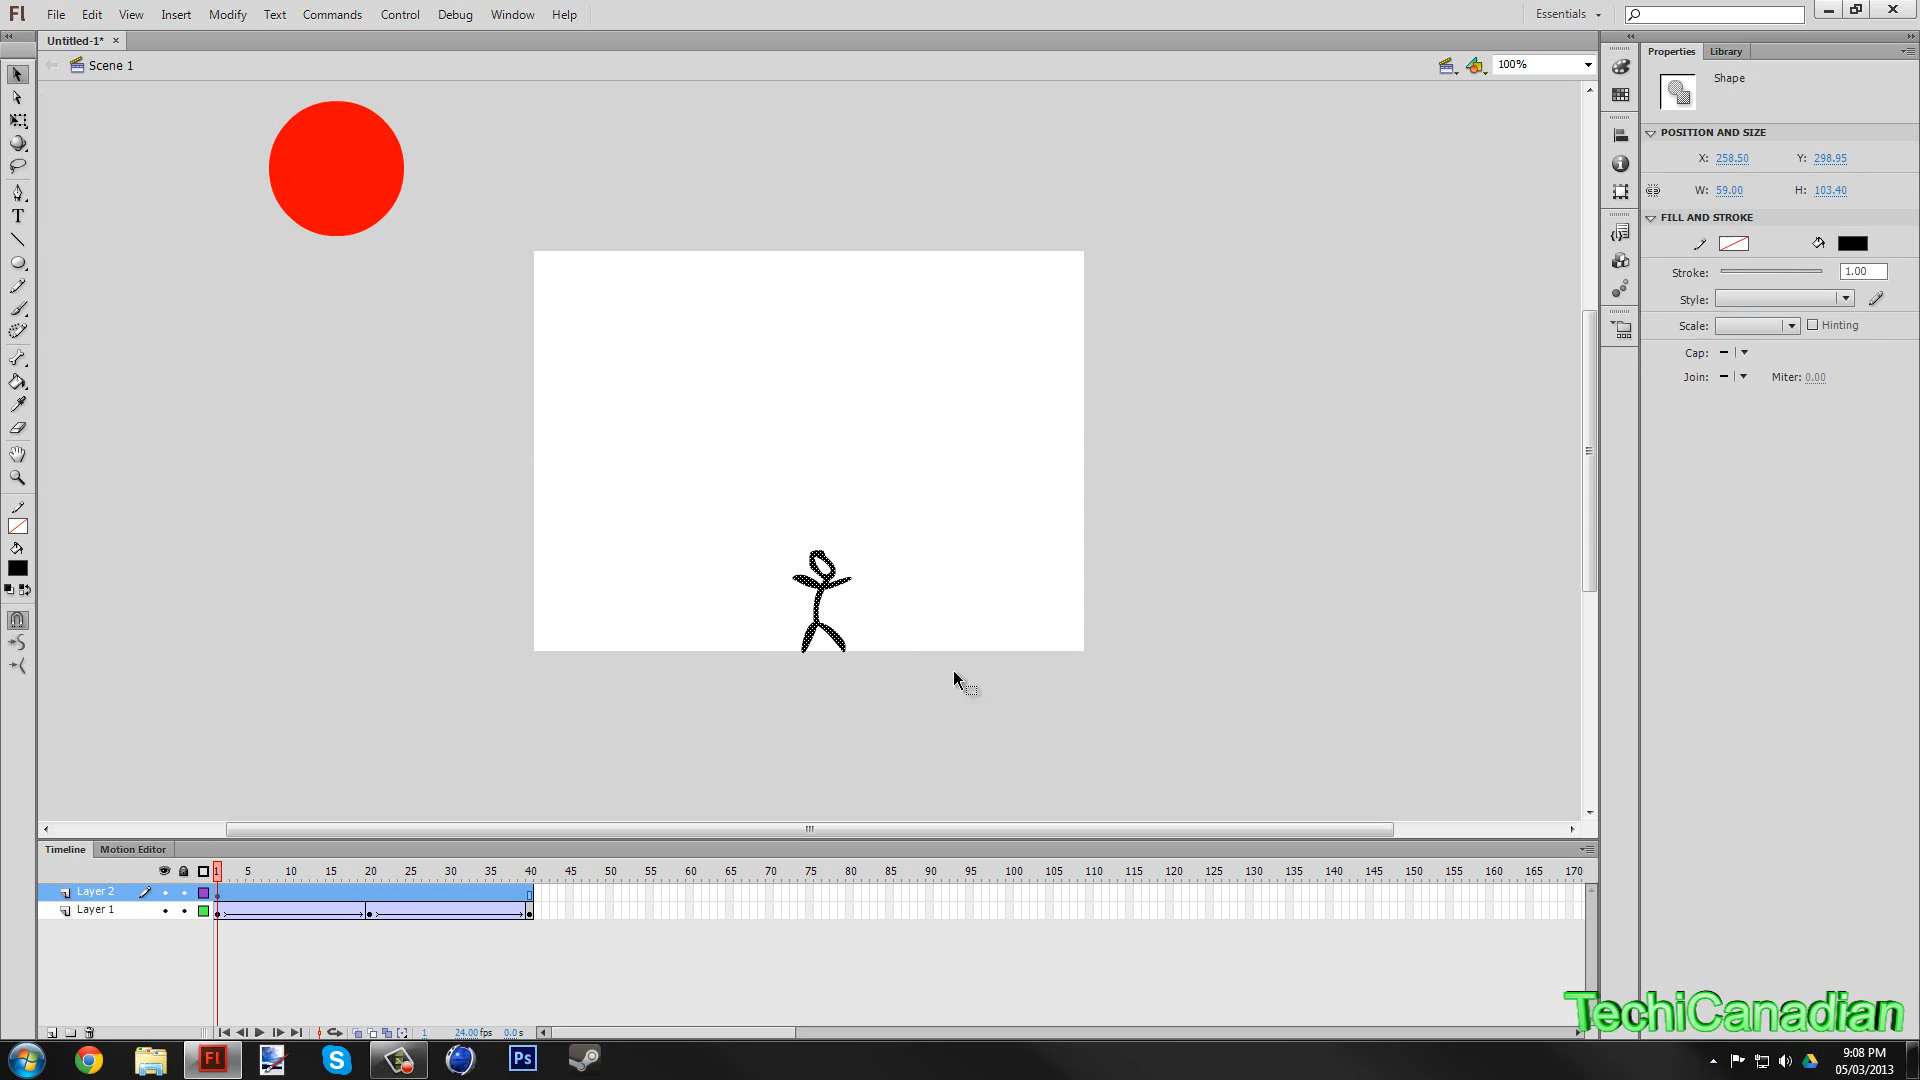 Fl File Edit View Insert Modify Text Commands Control Debug Window Help Essentials
Untitled-1* ×
Scene 1 100%
Properties Library
Shape
POSITION AND SIZE
X: 258.50 Y: 298.95
W: 59.00 H: 103.40
FILL AND STROKE
Stroke: 1.00
Style:
Scale: Hinting
Cap:
Join: Miter: 0.00
T
Timeline Motion Editor
1 5 10 15 20 25 30 35 40 45 50 55 60 65 70 75 80 85 90 95 100 105 110 115 120 125 130 135 140 145 150 155 160 165 170
Layer 2
Layer 1
1 24.00 fps 0.0 s
TechiCanadian
Fl S Ps
9:08 PM
05/03/2013